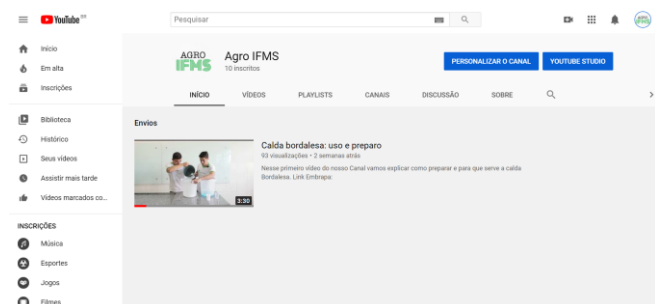 YouTube BR
Pesquisar
Início
Em alta
Inscrições
Biblioteca
Histórico
Seus vídeos
Assistir mais tarde
Vídeos marcados co...
INSCRIÇÕES
Música
Esportes
Jogos
Filmes
AGRO
IFMS
Agro IFMS
10 inscritos
PERSONALIZAR O CANAL
YOUTUBE STUDIO
INÍCIO VÍDEOS PLAYLISTS CANAIS DISCUSSÃO SOBRE
Envios
3:30
Calda bordalesa: uso e preparo
93 visualizações • 2 semanas atrás
Nesse primeiro vídeo do nosso Canal vamos explicar como preparar e para que serve a calda
Bordalesa. Link Embrapa: